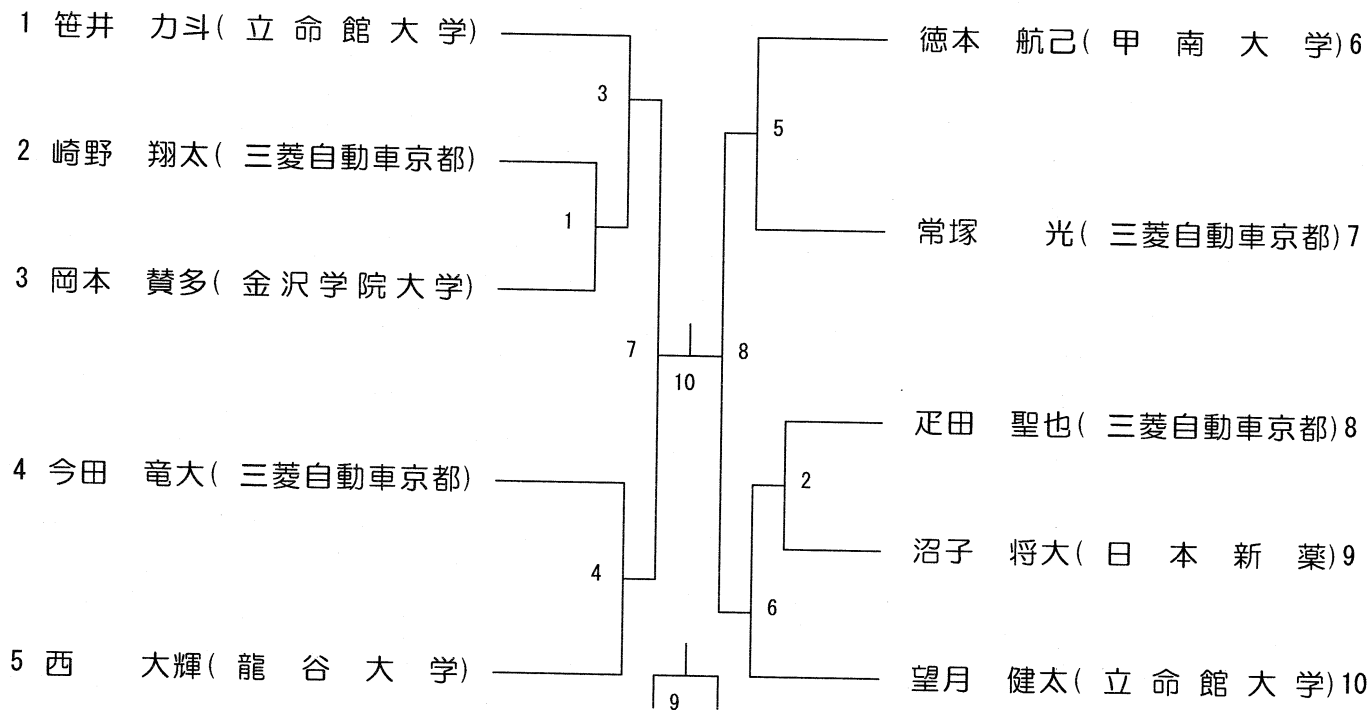 1 笹井 力斗(立命館大学)
3
2 崎野 翔太(三菱自動車京都)
1
3 岡本 賛多(金沢学院大学)
7
4 今田 竜大(三菱自動車京都)
4
5 西 大輝(龍谷大学)
10
9
徳本 航己(甲南大学)6
5
常塚 光(三菱自動車京都)7
8
疋田 聖也(三菱自動車京都)8
2
沼子 将大(日本新薬)9
6
望月 健太(立命館大学)10